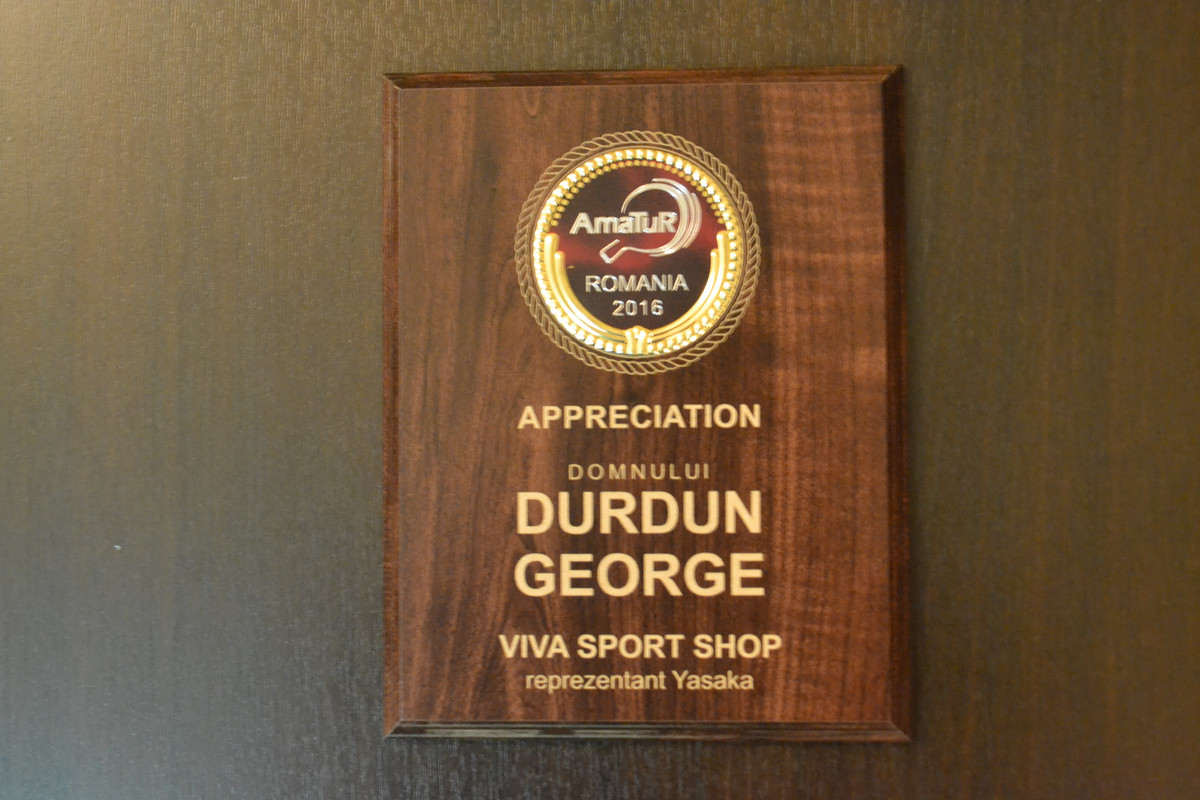 AmaTuR
ROMANIA
2016
APPRECIATION
DOMNULUI
DURDUN
GEORGE
VIVA SPORT SHOP
reprezentant Yasaka